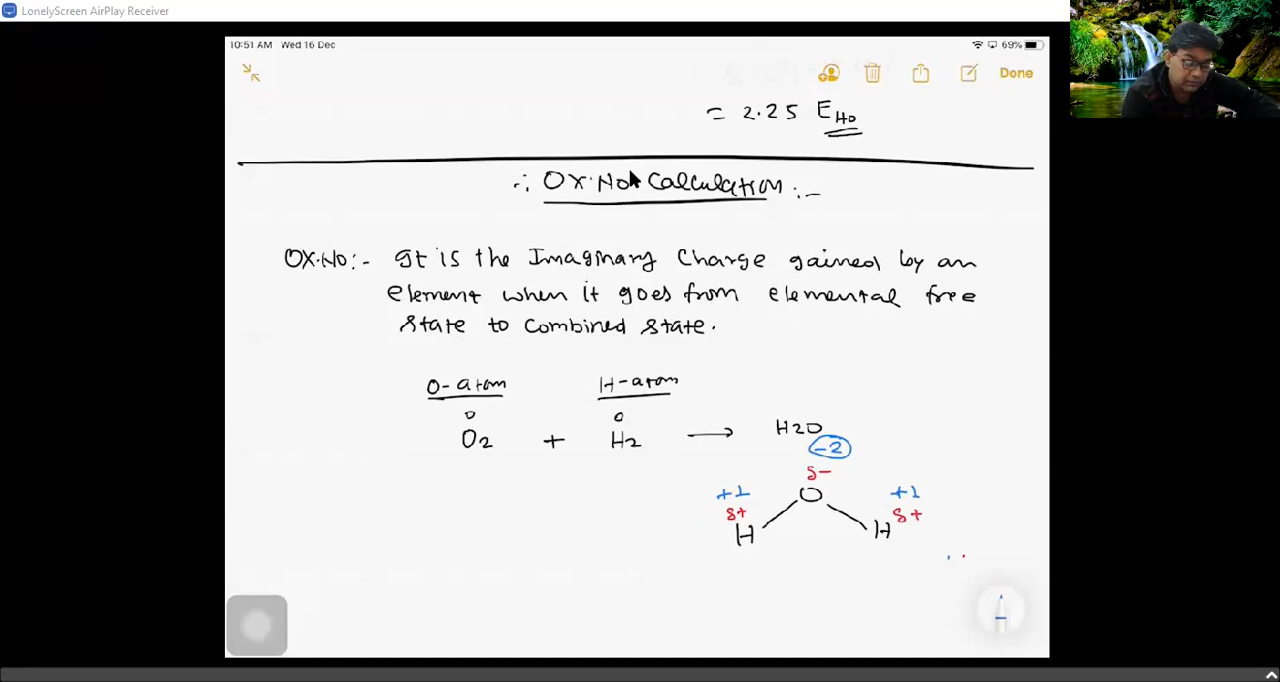 LonelyScreen AirPlay Receiver
10:51 AM Wed 16 Dec
69%
Done
= 2.25 E H0
∴ OX.No Calculation :-
OX.No:- It is the Imaginary Charge gained by an
element when it goes from elemental free
state to Combined state.
O-atom H-atom
0 0
O2 + H2 → H2O
-2
δ-
+1 O +1
δ+ δ+
H H